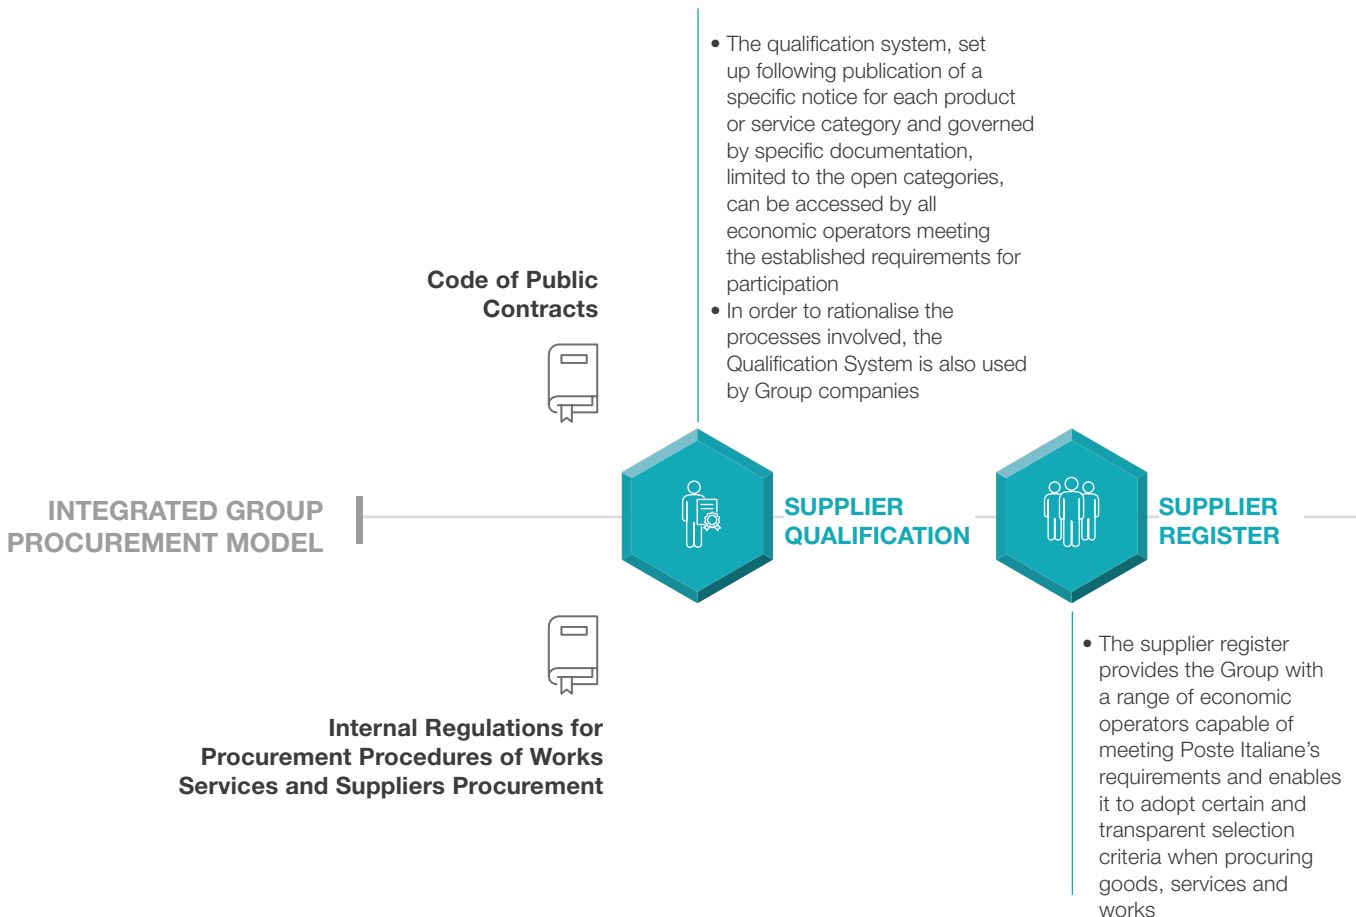 • The qualification system, set
up following publication of a
specific notice for each product
or service category and governed
by specific documentation,
limited to the open categories,
can be accessed by all
economic operators meeting
the established requirements for
participation
• In order to rationalise the
processes involved, the
Qualification System is also used
by Group companies
Code of Public
Contracts
INTEGRATED GROUP
PROCUREMENT MODEL
SUPPLIER
QUALIFICATION
SUPPLIER
REGISTER
Internal Regulations for
Procurement Procedures of Works
Services and Suppliers Procurement
• The supplier register
provides the Group with
a range of economic
operators capable of
meeting Poste Italiane’s
requirements and enables
it to adopt certain and
transparent selection
criteria when procuring
goods, services and
works